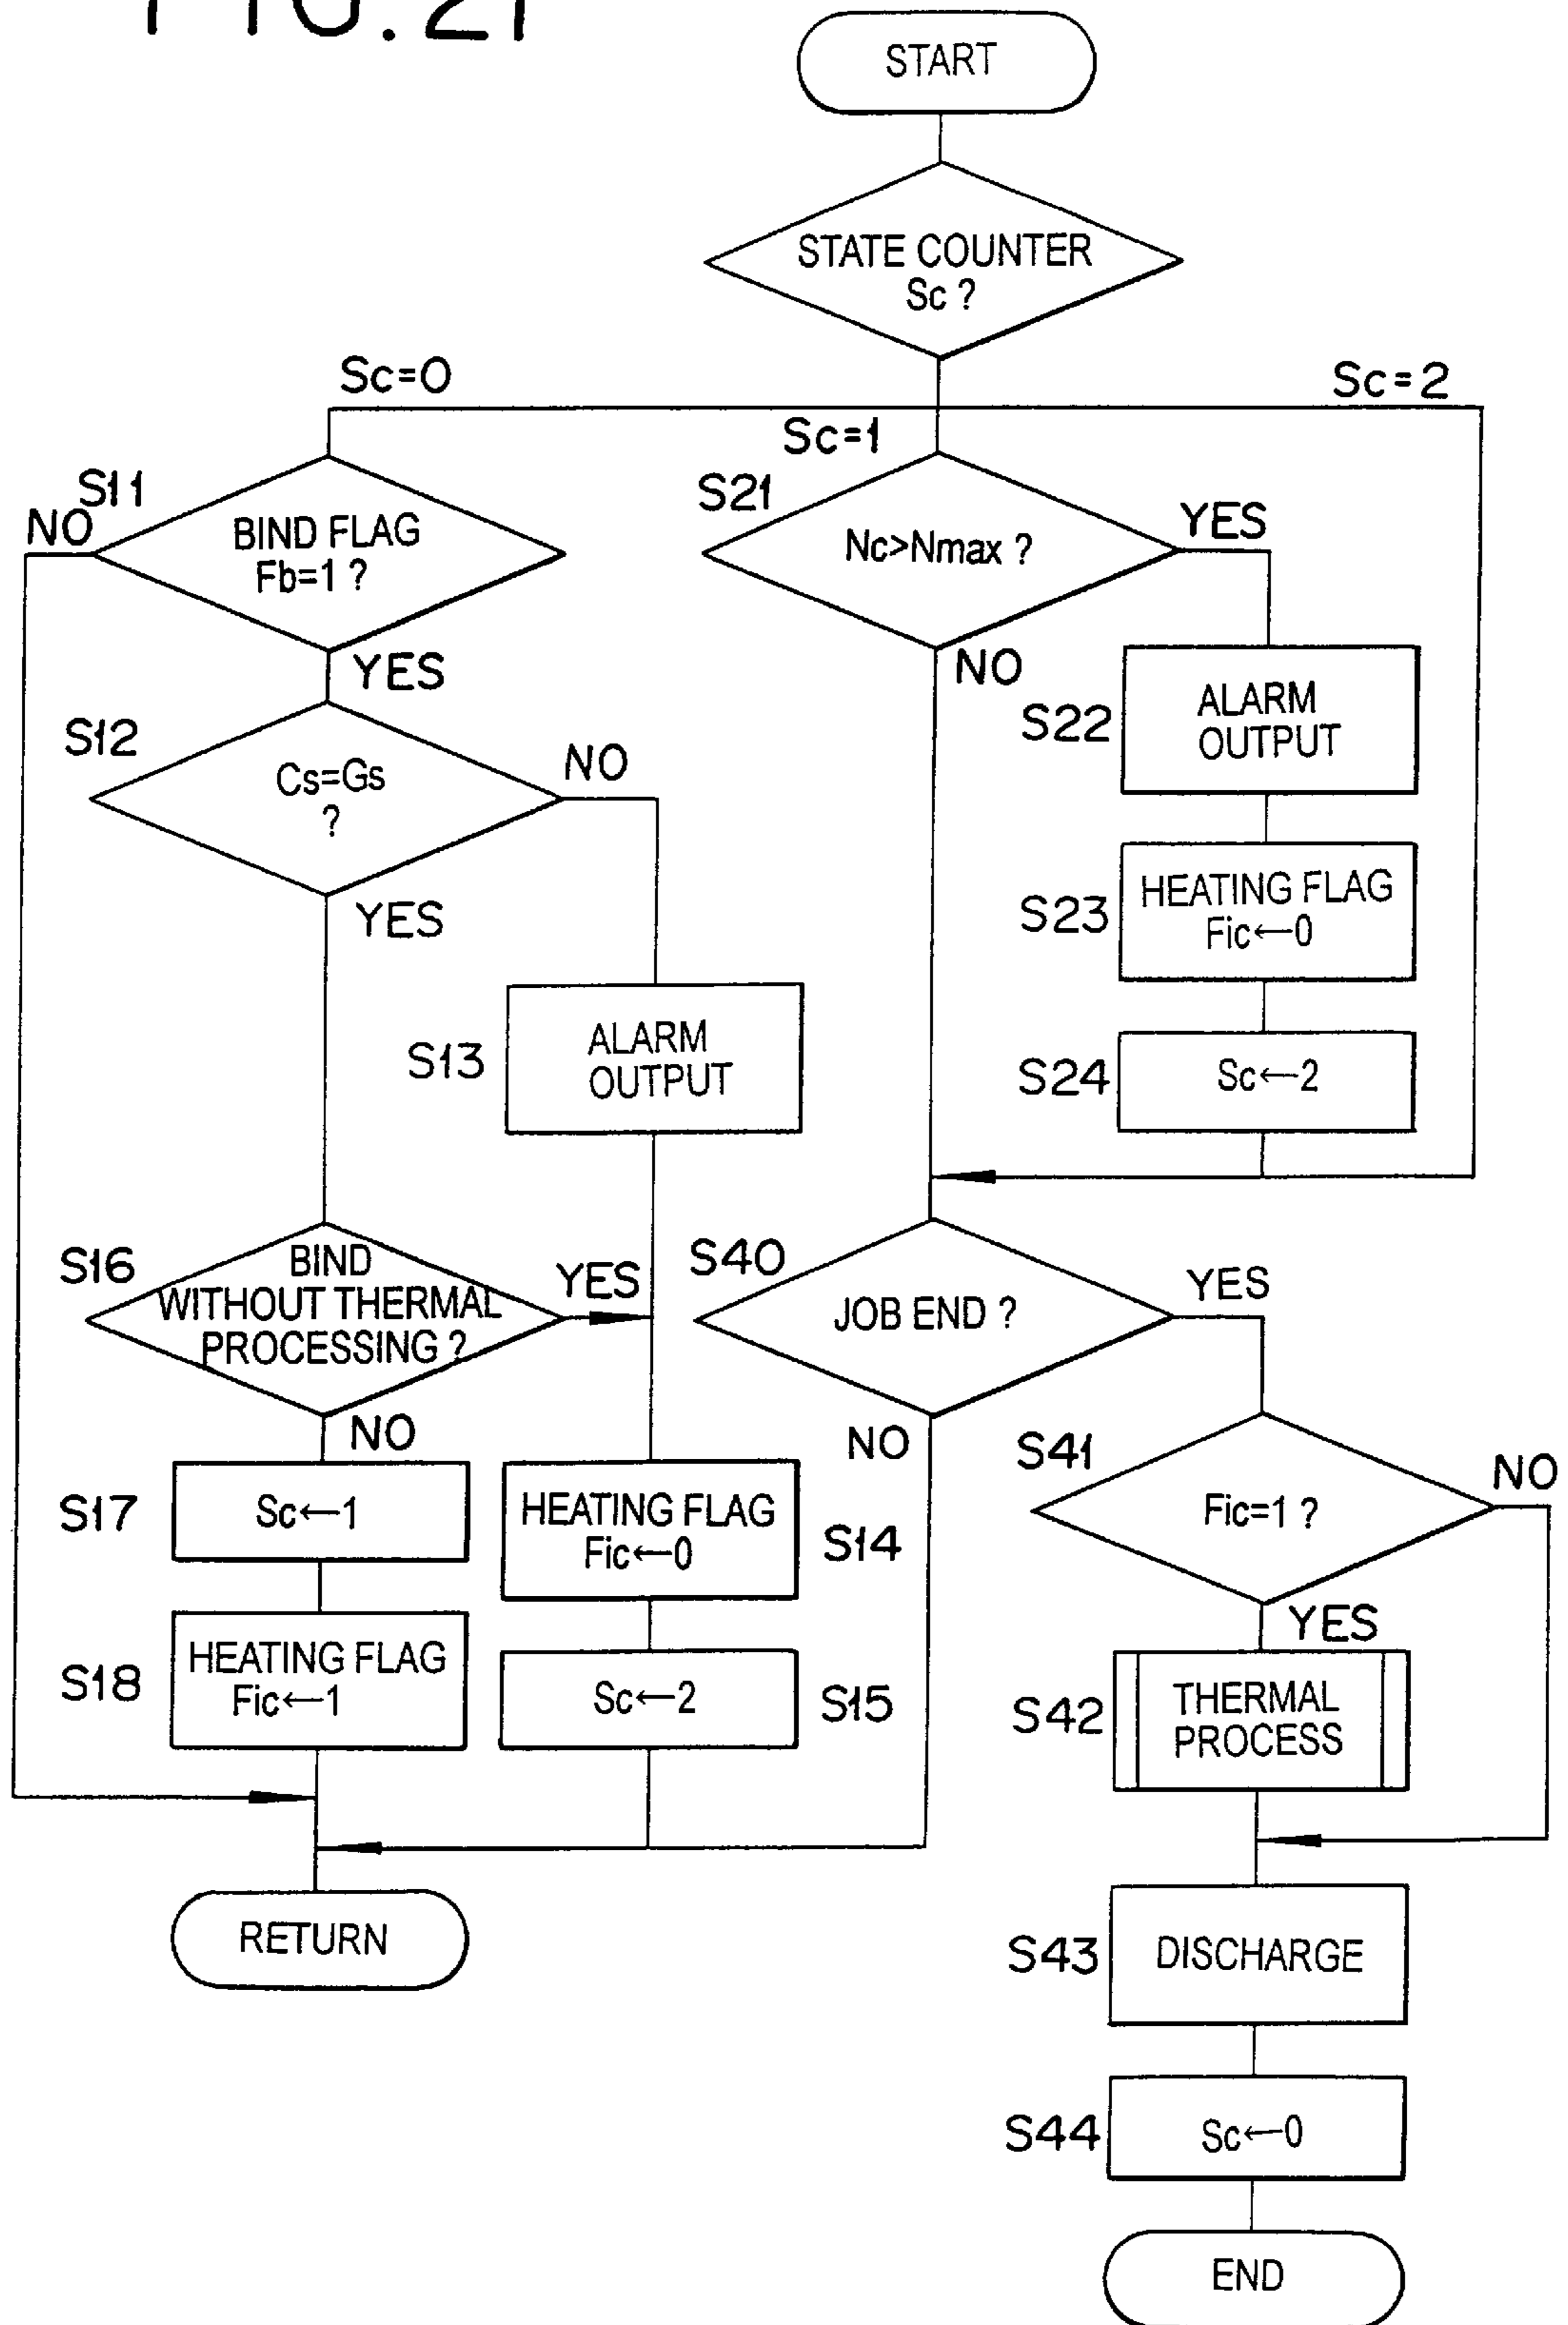 FIG. 21
START
STATE COUNTER
Sc ?
Sc=0
Sc=2
Sc=1
S11
NO
BIND FLAG
Fb=1 ?
YES
S21
Nc>Nmax ?
YES
NO
S12
Cs=Gs
?
NO
YES
S22
ALARM
OUTPUT
S23
HEATING FLAG
Fic←0
S24
Sc←2
S13
ALARM
OUTPUT
S16
BIND
WITHOUT THERMAL
PROCESSING ?
YES
NO
S40
JOB END ?
YES
NO
S17
Sc←1
HEATING FLAG
Fic←0
S14
S41
Fic=1 ?
NO
YES
S18
HEATING FLAG
Fic←1
Sc←2
S15
S42
THERMAL
PROCESS
RETURN
S43
DISCHARGE
S44
Sc←0
END